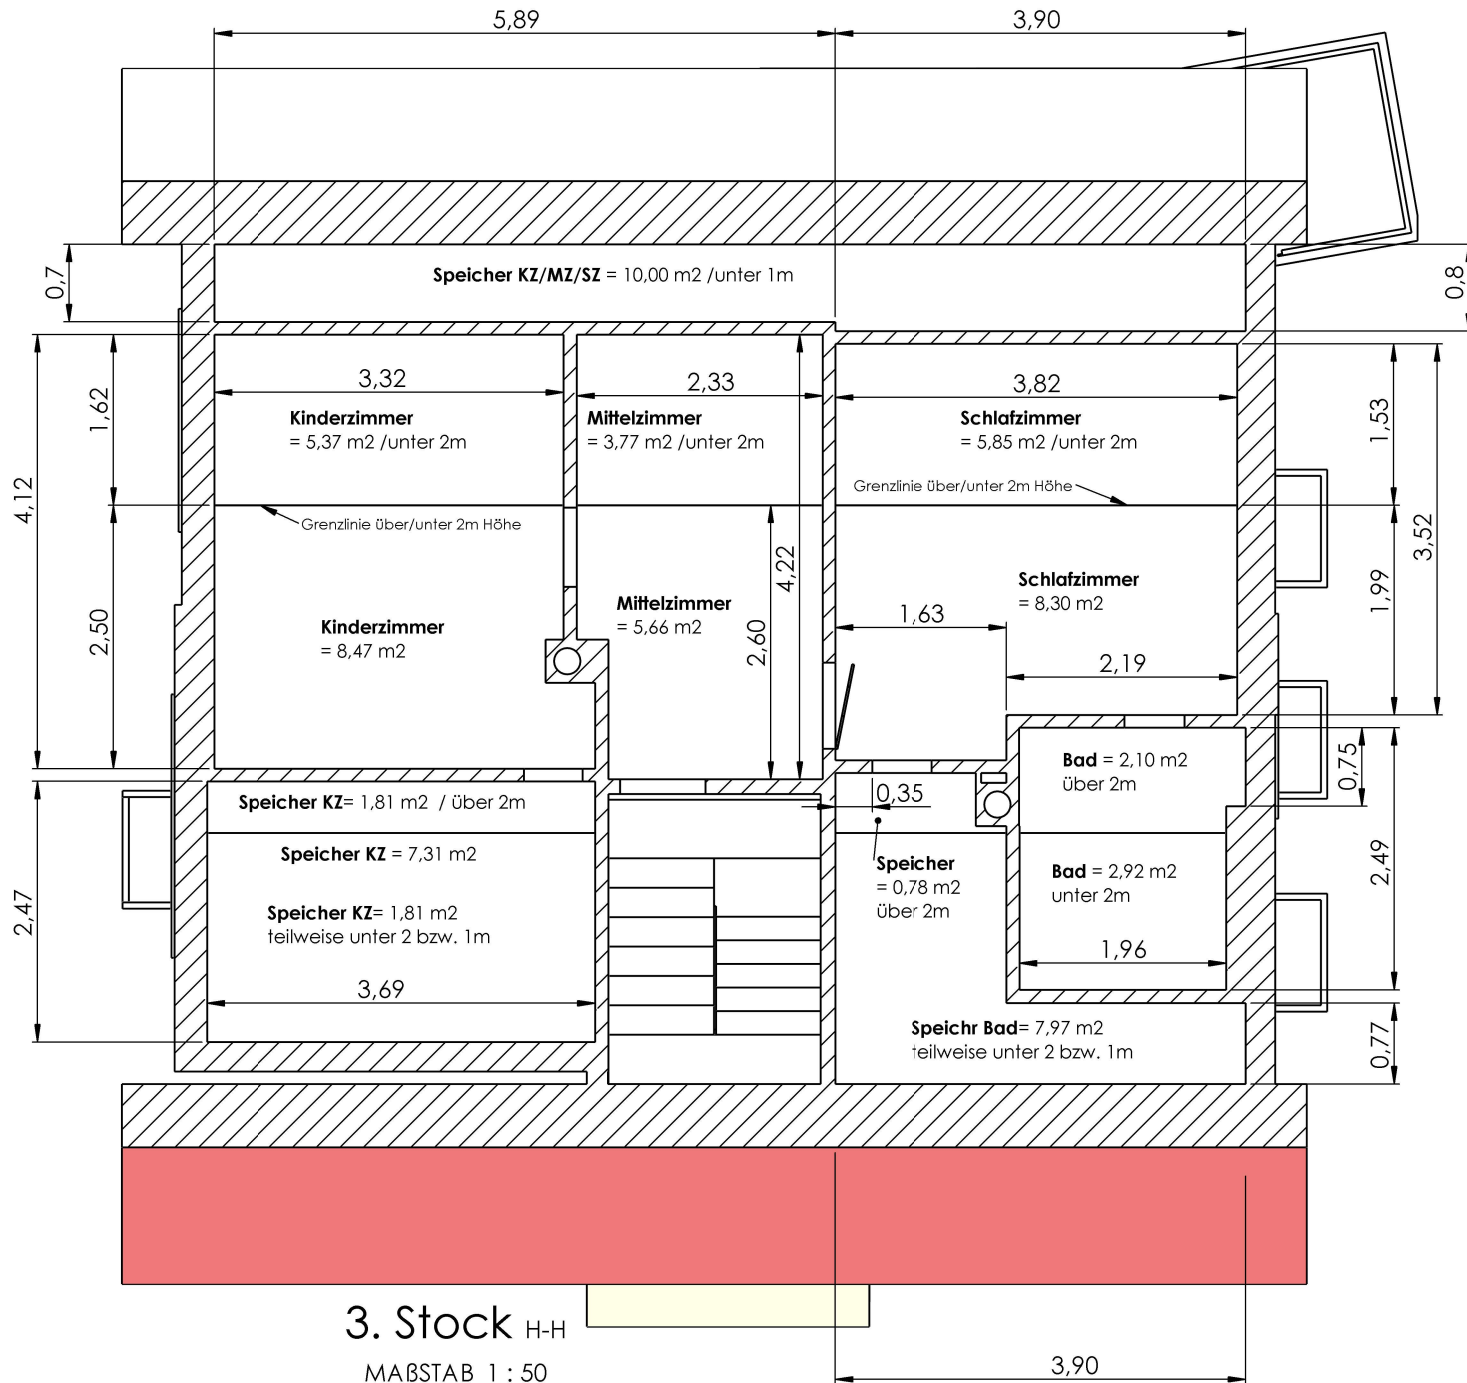 5,89
3,90
0,7
Speicher KZ/MZ/SZ = 10,00 m2 /unter 1m
0,8
3,32
2,33
3,82
1,62
Kinderzimmer
= 5,37 m2 /unter 2m
Mittelzimmer
= 3,77 m2 /unter 2m
Schlafzimmer
= 5,85 m2 /unter 2m
1,53
4,12
Grenzlinie über/unter 2m Höhe
Grenzlinie über/unter 2m Höhe
3,52
4,22
Schlafzimmer
= 8,30 m2
1,99
2,50
Kinderzimmer
= 8,47 m2
Mittelzimmer
= 5,66 m2
2,60
1,63
2,19
Bad = 2,10 m2
über 2m
0,75
Speicher KZ= 1,81 m2 / über 2m
0,35
Speicher KZ = 7,31 m2
Speicher
= 0,78 m2
über 2m
Bad = 2,92 m2
unter 2m
2,49
2,47
Speicher KZ= 1,81 m2
teilweise unter 2 bzw. 1m
1,96
3,69
Speichr Bad= 7,97 m2
teilweise unter 2 bzw. 1m
0,77
3. Stock H-H
MAßSTAB 1 : 50
3,90